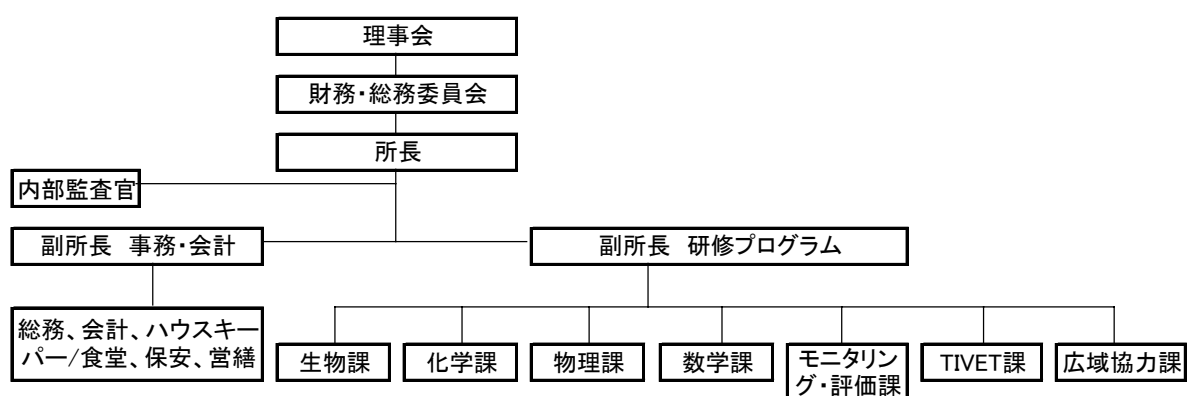 理事会
財務・総務委員会
所長
内部監査官
副所長 事務・会計
副所長 研修プログラム
総務、会計、ハウスキー
パー/食堂、保安、営繕
生物課
化学課
物理課
数学課
モニタリン
グ・評価課
TIVET課
広域協力課